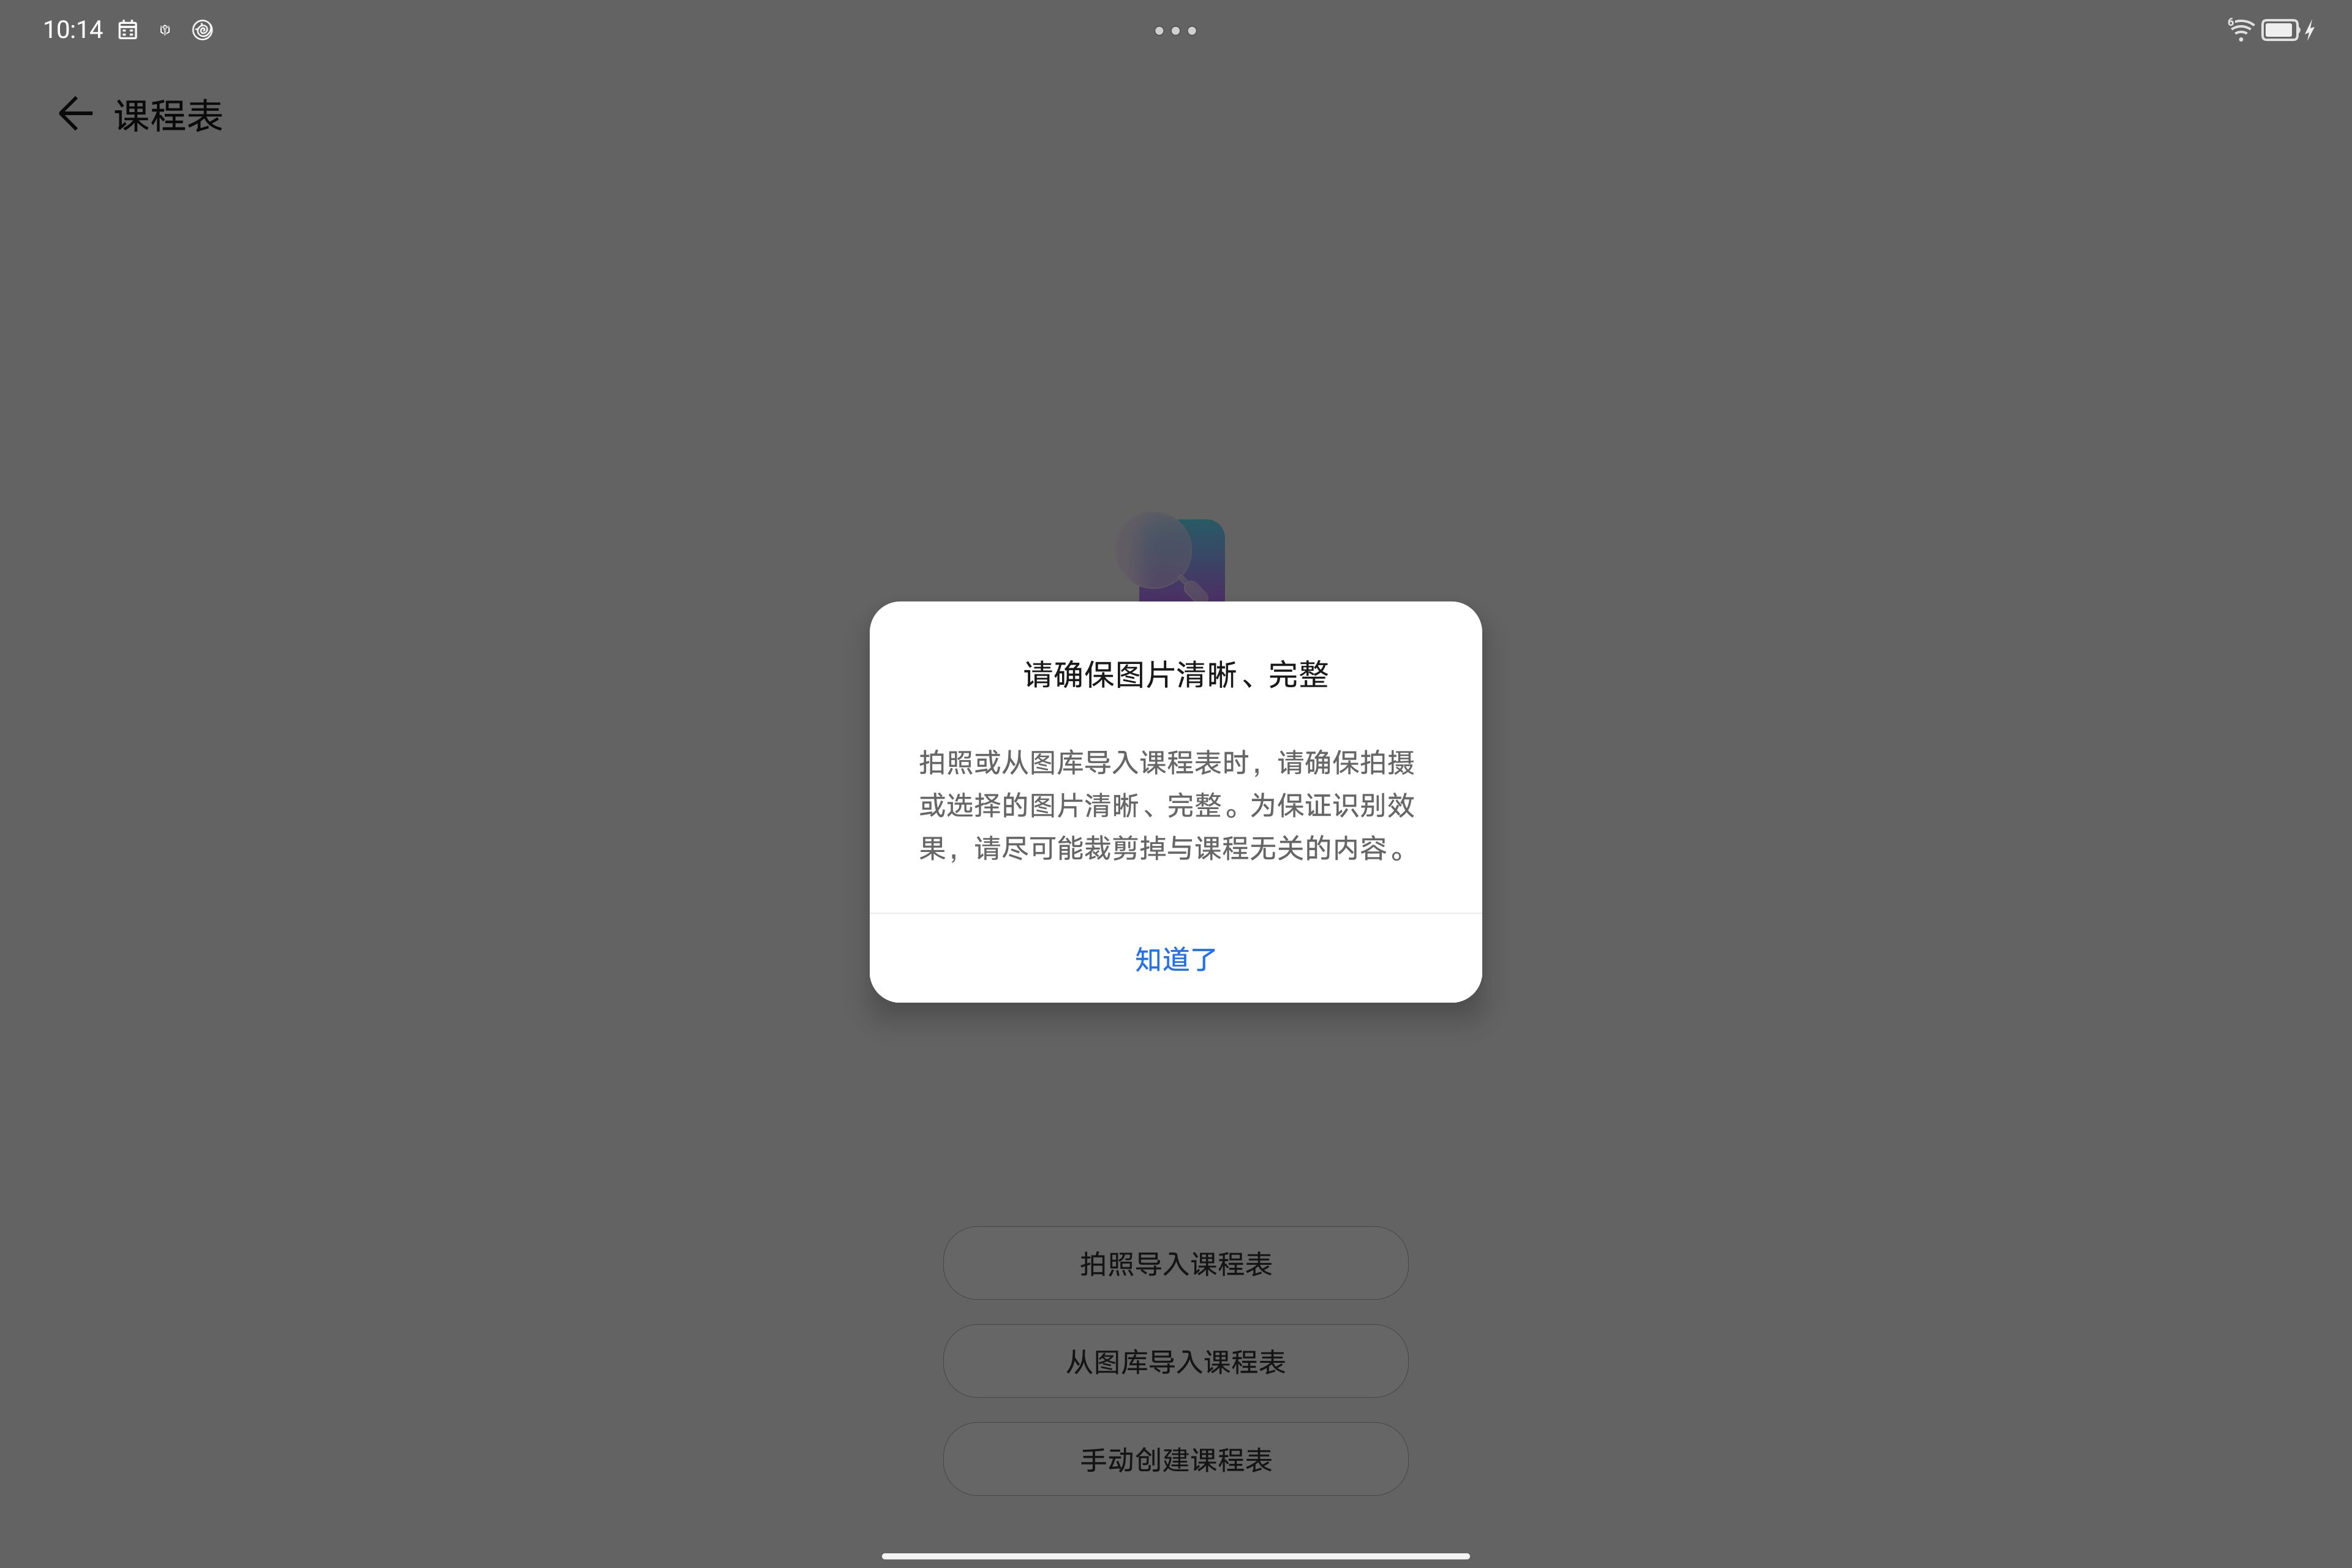 10:14
6
课程表
请确保图片清晰、完整
拍照或从图库导入课程表时，请确保拍摄
或选择的图片清晰、完整。为保证识别效
果，请尽可能裁剪掉与课程无关的内容。
知道了
拍照导入课程表
从图库导入课程表
手动创建课程表